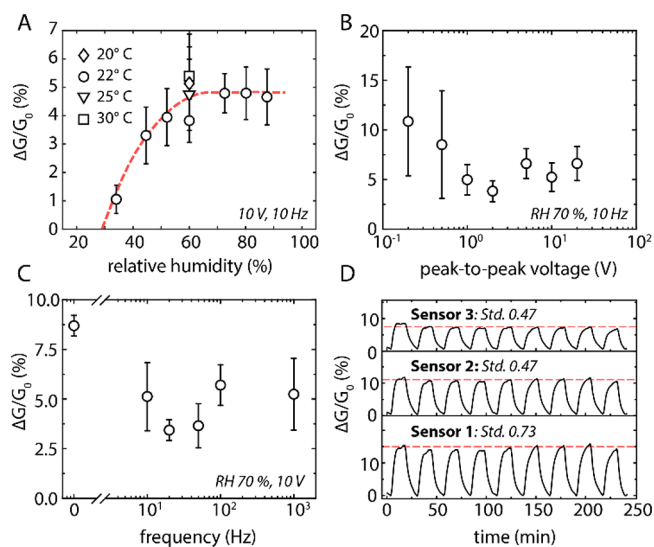 A
7
6
5
4
3
2
1
0
ΔG/G0 (%)
20° C
22° C
25° C
30° C
10 V, 10 Hz
20 40 60 80 100
relative humidity (%)
B
20
15
10
5
0
ΔG/G0 (%)
RH 70 %, 10 Hz
10-1 100 101 102
peak-to-peak voltage (V)
C
10.0
7.5
5.0
2.5
0.0
ΔG/G0 (%)
RH 70 %, 10 V
0 101 102 103
frequency (Hz)
D
ΔG/G0 (%)
Sensor 3: Std. 0.47
10
0
Sensor 2: Std. 0.47
10
0
Sensor 1: Std. 0.73
10
0
0 50 100 150 200 250
time (min)